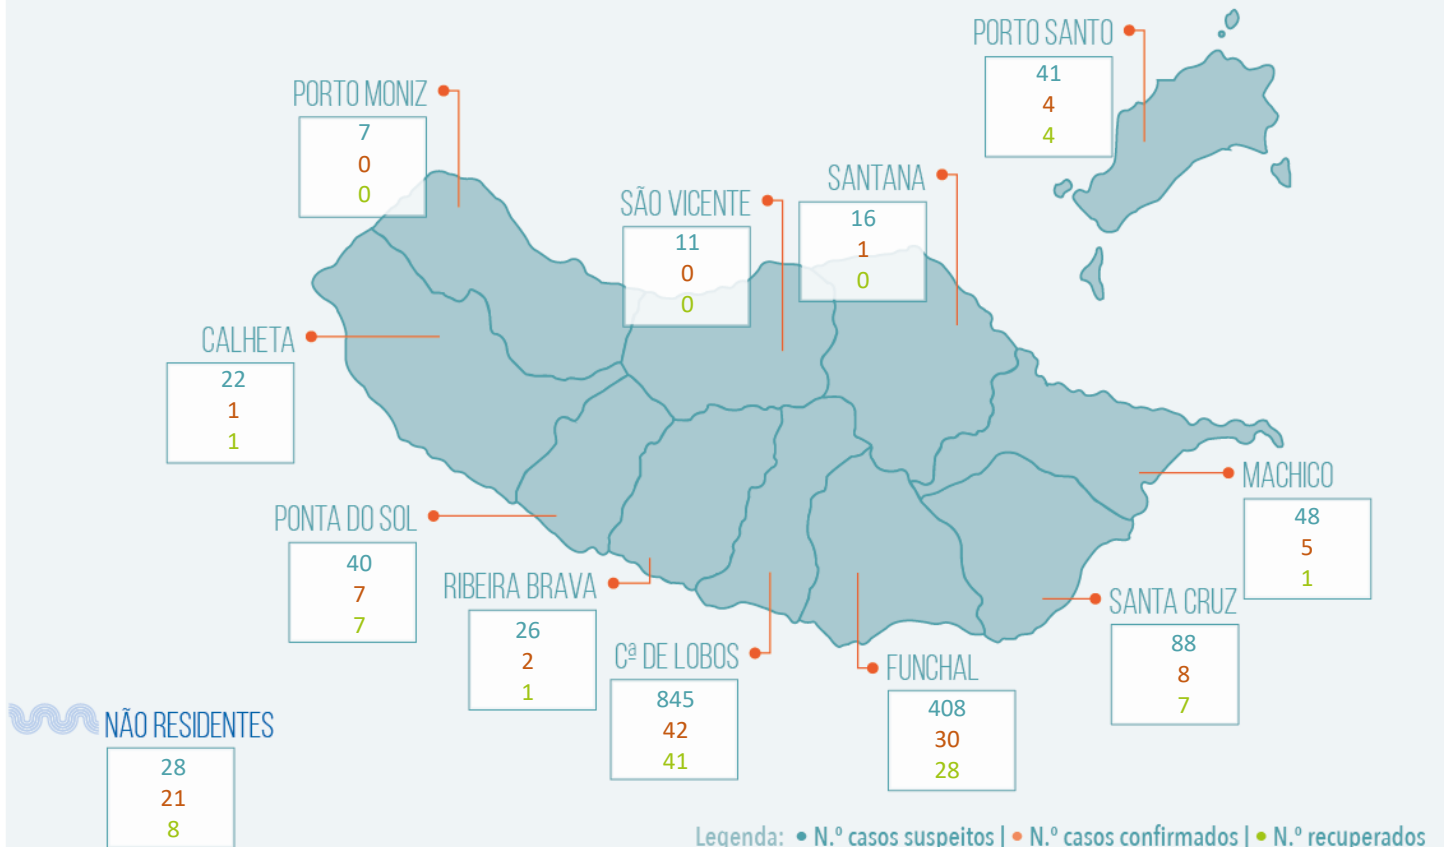 PORTO SANTO
41
4
4
PORTO MONIZ
7
0
0
SANTANA
16
1
0
SÃO VICENTE
11
0
0
CALHETA
22
1
1
MACHICO
48
5
1
PONTA DO SOL
40
7
7
RIBEIRA BRAVA
26
2
1
SANTA CRUZ
88
8
7
Cª DE LOBOS
845
42
41
FUNCHAL
408
30
28
NÃO RESIDENTES
28
21
8
Legenda: • N.º casos suspeitos | • N.º casos confirmados | • N.º recuperados